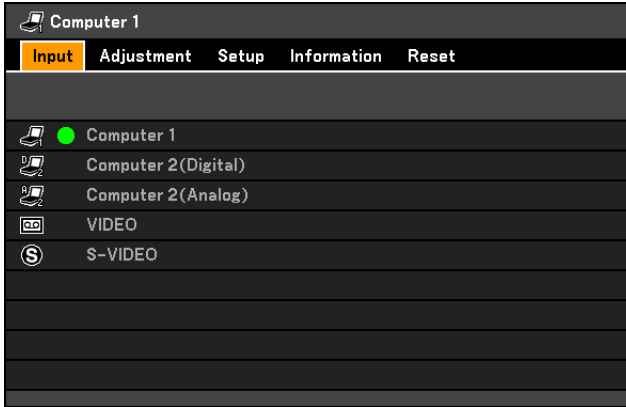 Computer 1
Input Adjustment Setup Information Reset
Computer 1
Computer 2(Digital)
Computer 2(Analog)
VIDEO
S-VIDEO